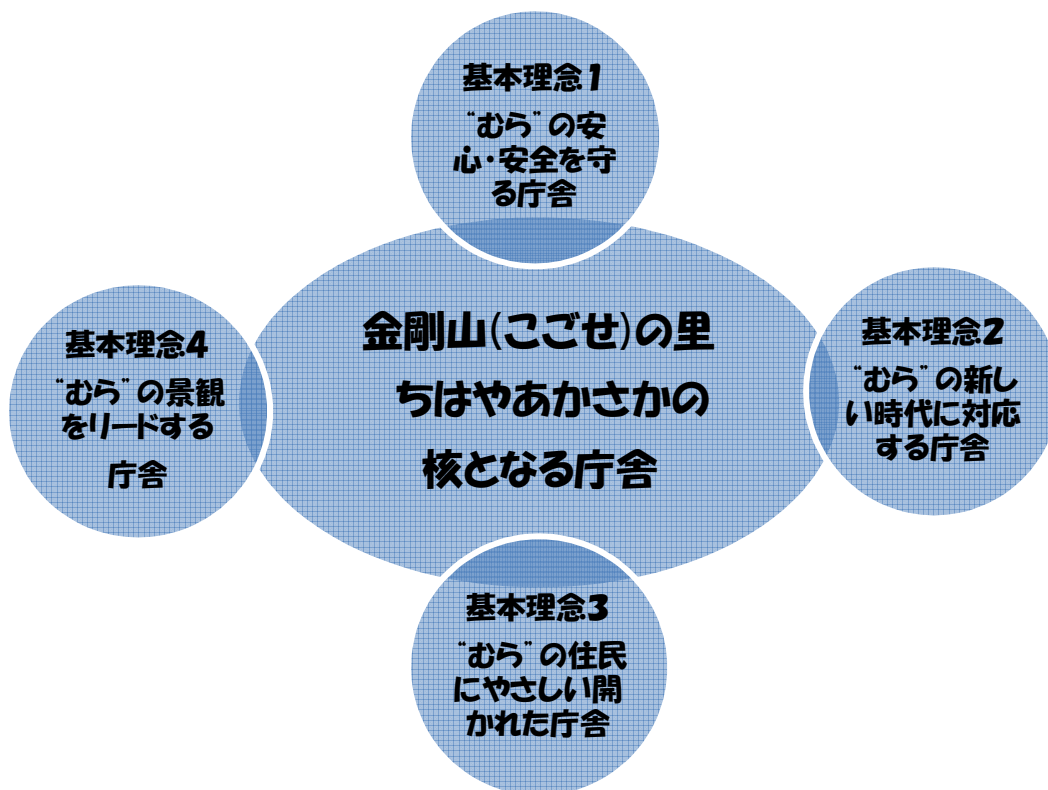 基本理念1
“むら”の安
心・安全を守
る庁舎
金剛山(こごせ)の里
ちはやあかさかの
核となる庁舎
基本理念2
“むら”の新し
い時代に対応
する庁舎
基本理念3
“むら”の住民
にやさしい開
かれた庁舎
基本理念4
“むら”の景観
をリードする
庁舎